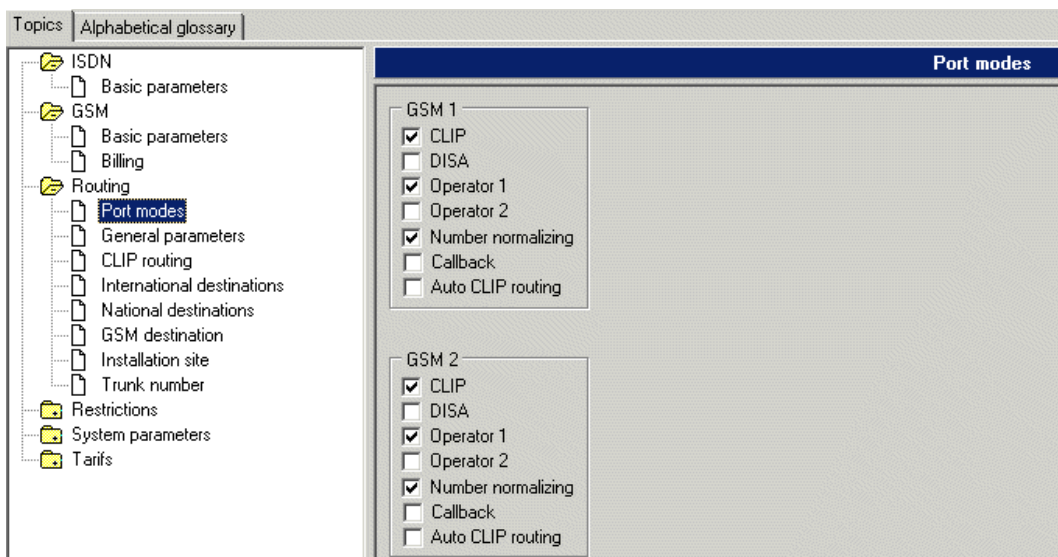 Topics
Alphabetical glossary
ISDN
Basic parameters
GSM
Basic parameters
Billing
Routing
Port modes
General parameters
CLIP routing
International destinations
National destinations
GSM destination
Installation site
Trunk number
Restrictions
System parameters
Tarifs
Port modes
GSM 1
CLIP
DISA
Operator 1
Operator 2
Number normalizing
Callback
Auto CLIP routing
GSM 2
CLIP
DISA
Operator 1
Operator 2
Number normalizing
Callback
Auto CLIP routing